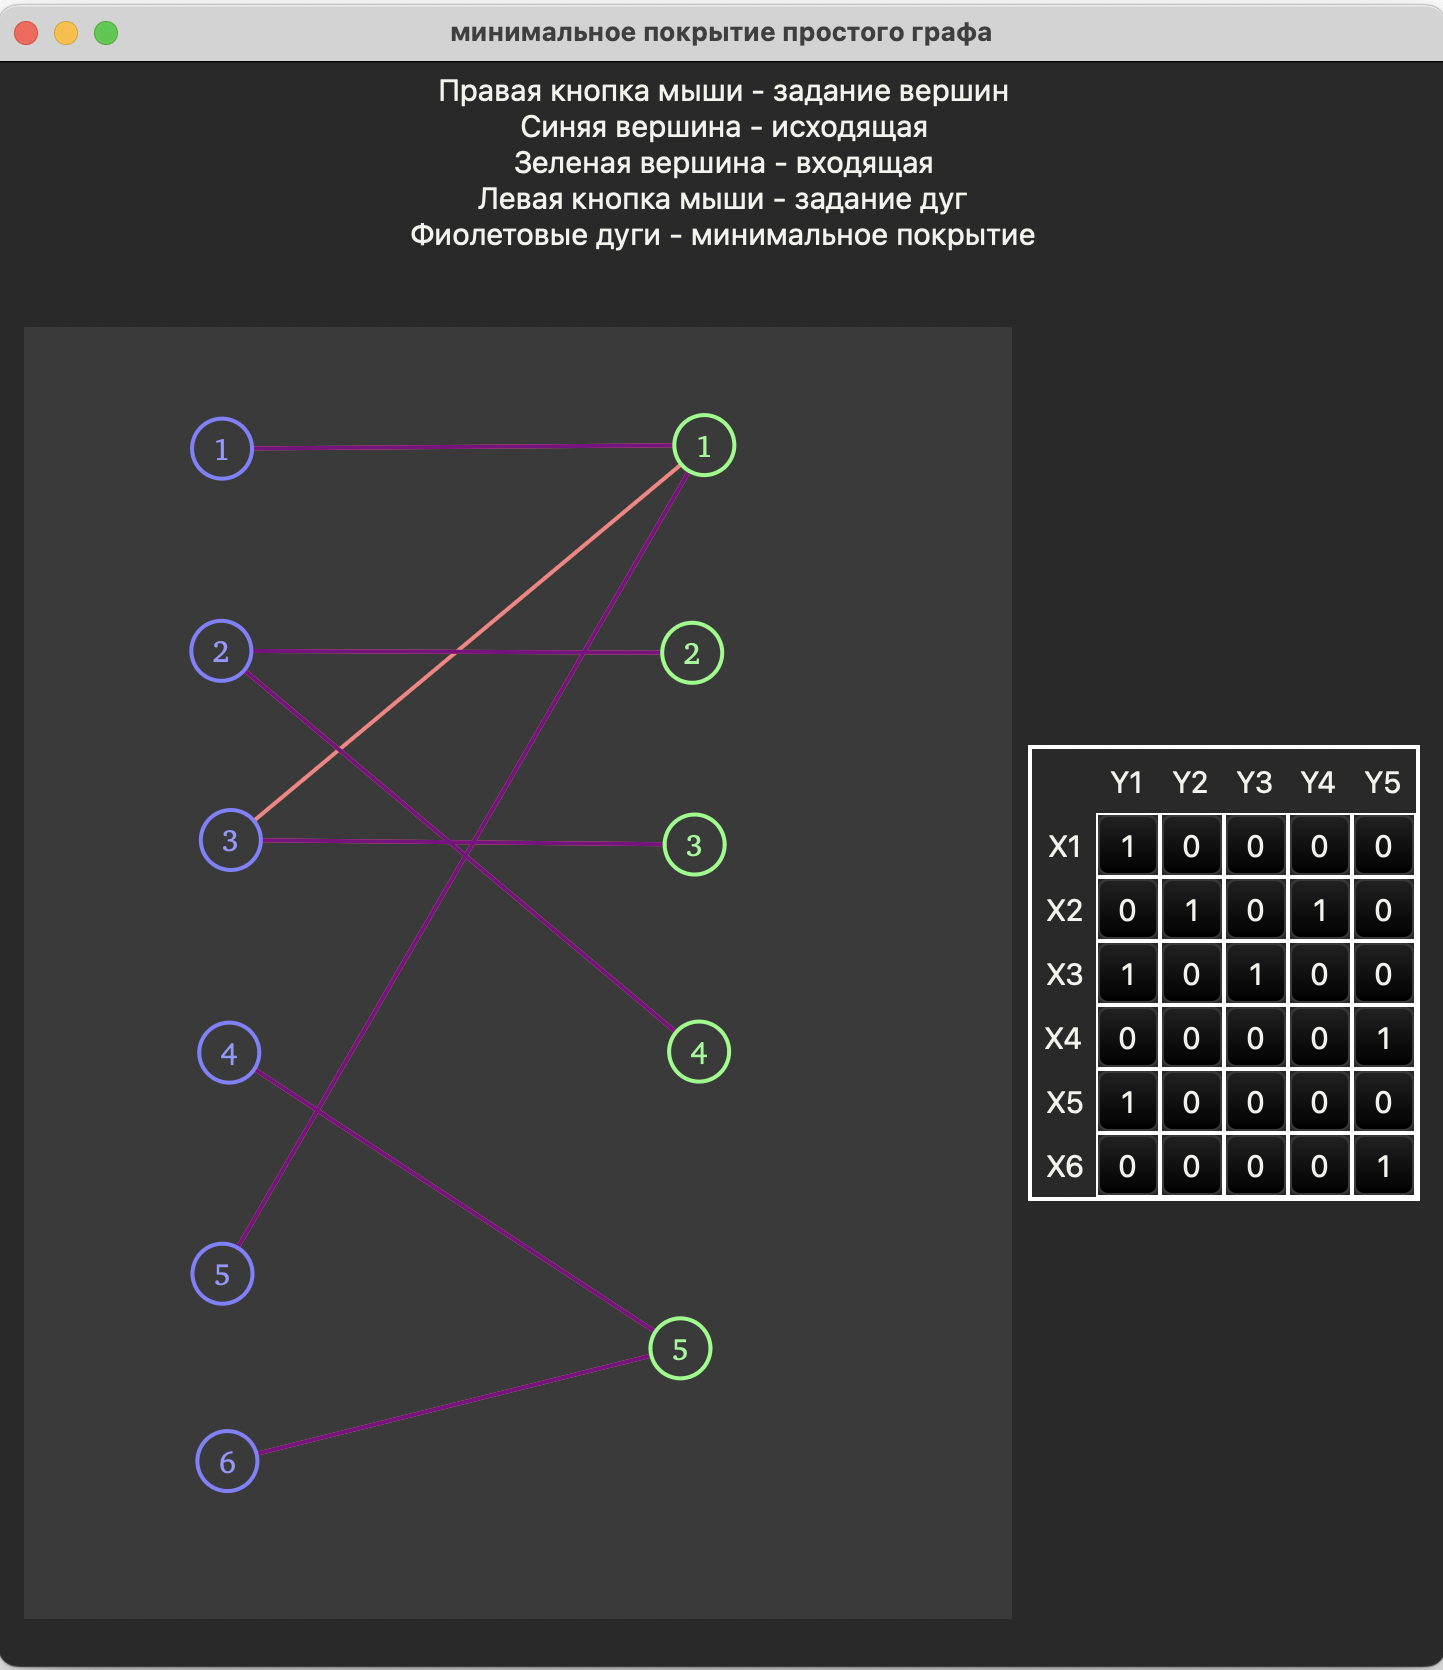 минимальное покрытие простого графа
Правая кнопка мыши - задание вершин
Синяя вершина - исходящая
Зеленая вершина - входящая
Левая кнопка мыши - задание дуг
Фиолетовые дуги - минимальное покрытие
1 1
2 2
3 3
4 4
5
5
6
Y1 Y2 Y3 Y4 Y5
X1 1 0 0 0 0
X2 0 1 0 1 0
X3 1 0 1 0 0
X4 0 0 0 0 1
X5 1 0 0 0 0
X6 0 0 0 0 1